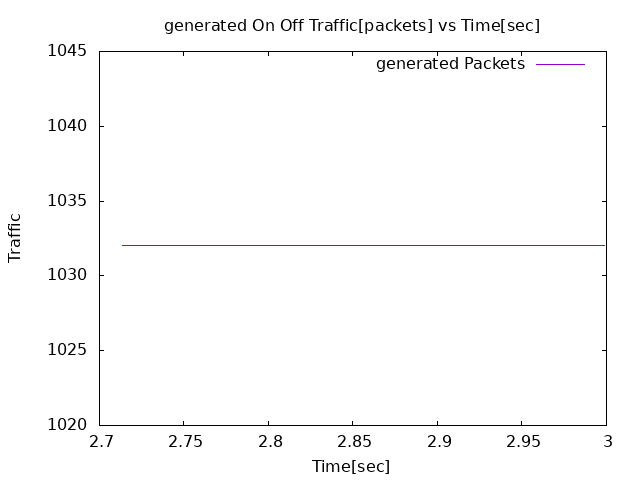 generated On Off Traffic[packets] vs Time[sec]
generated Packets
Traffic
1045
1040
1035
1030
1025
1020
2.7 2.75 2.8 2.85 2.9 2.95 3
Time[sec]